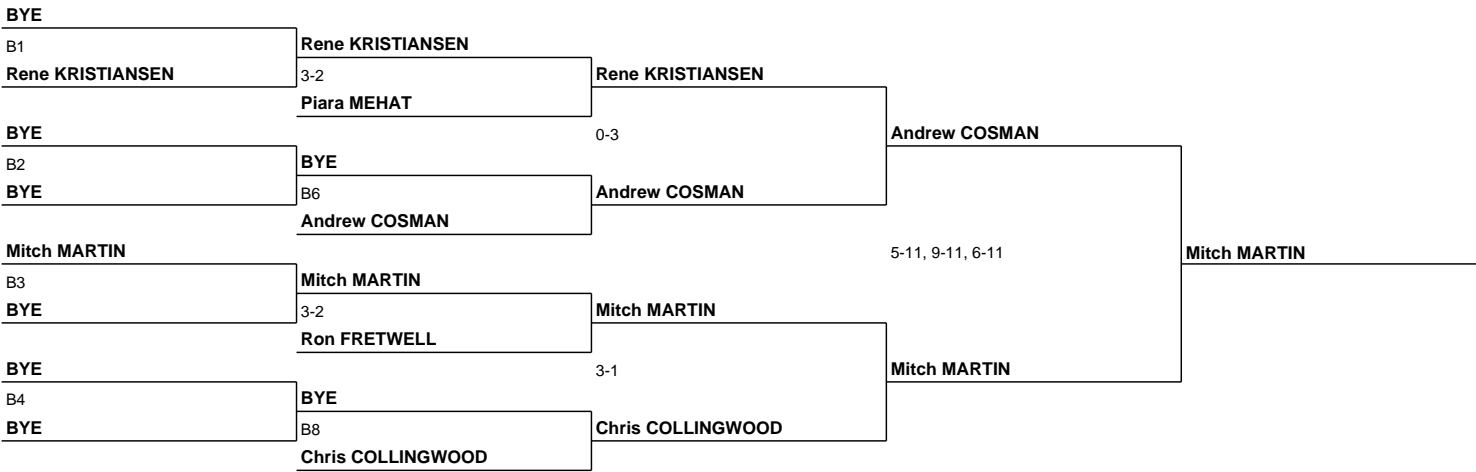 BYE
B1
Rene KRISTIANSEN
Rene KRISTIANSEN
3-2
Piara MEHAT
Rene KRISTIANSEN
BYE
B2
BYE
BYE
B6
Andrew COSMAN
0-3
Andrew COSMAN
Andrew COSMAN
Mitch MARTIN
B3
BYE
Mitch MARTIN
3-2
Ron FRETWELL
Mitch MARTIN
BYE
B4
BYE
BYE
B8
Chris COLLINGWOOD
3-1
Chris COLLINGWOOD
Mitch MARTIN
5-11, 9-11, 6-11
Mitch MARTIN